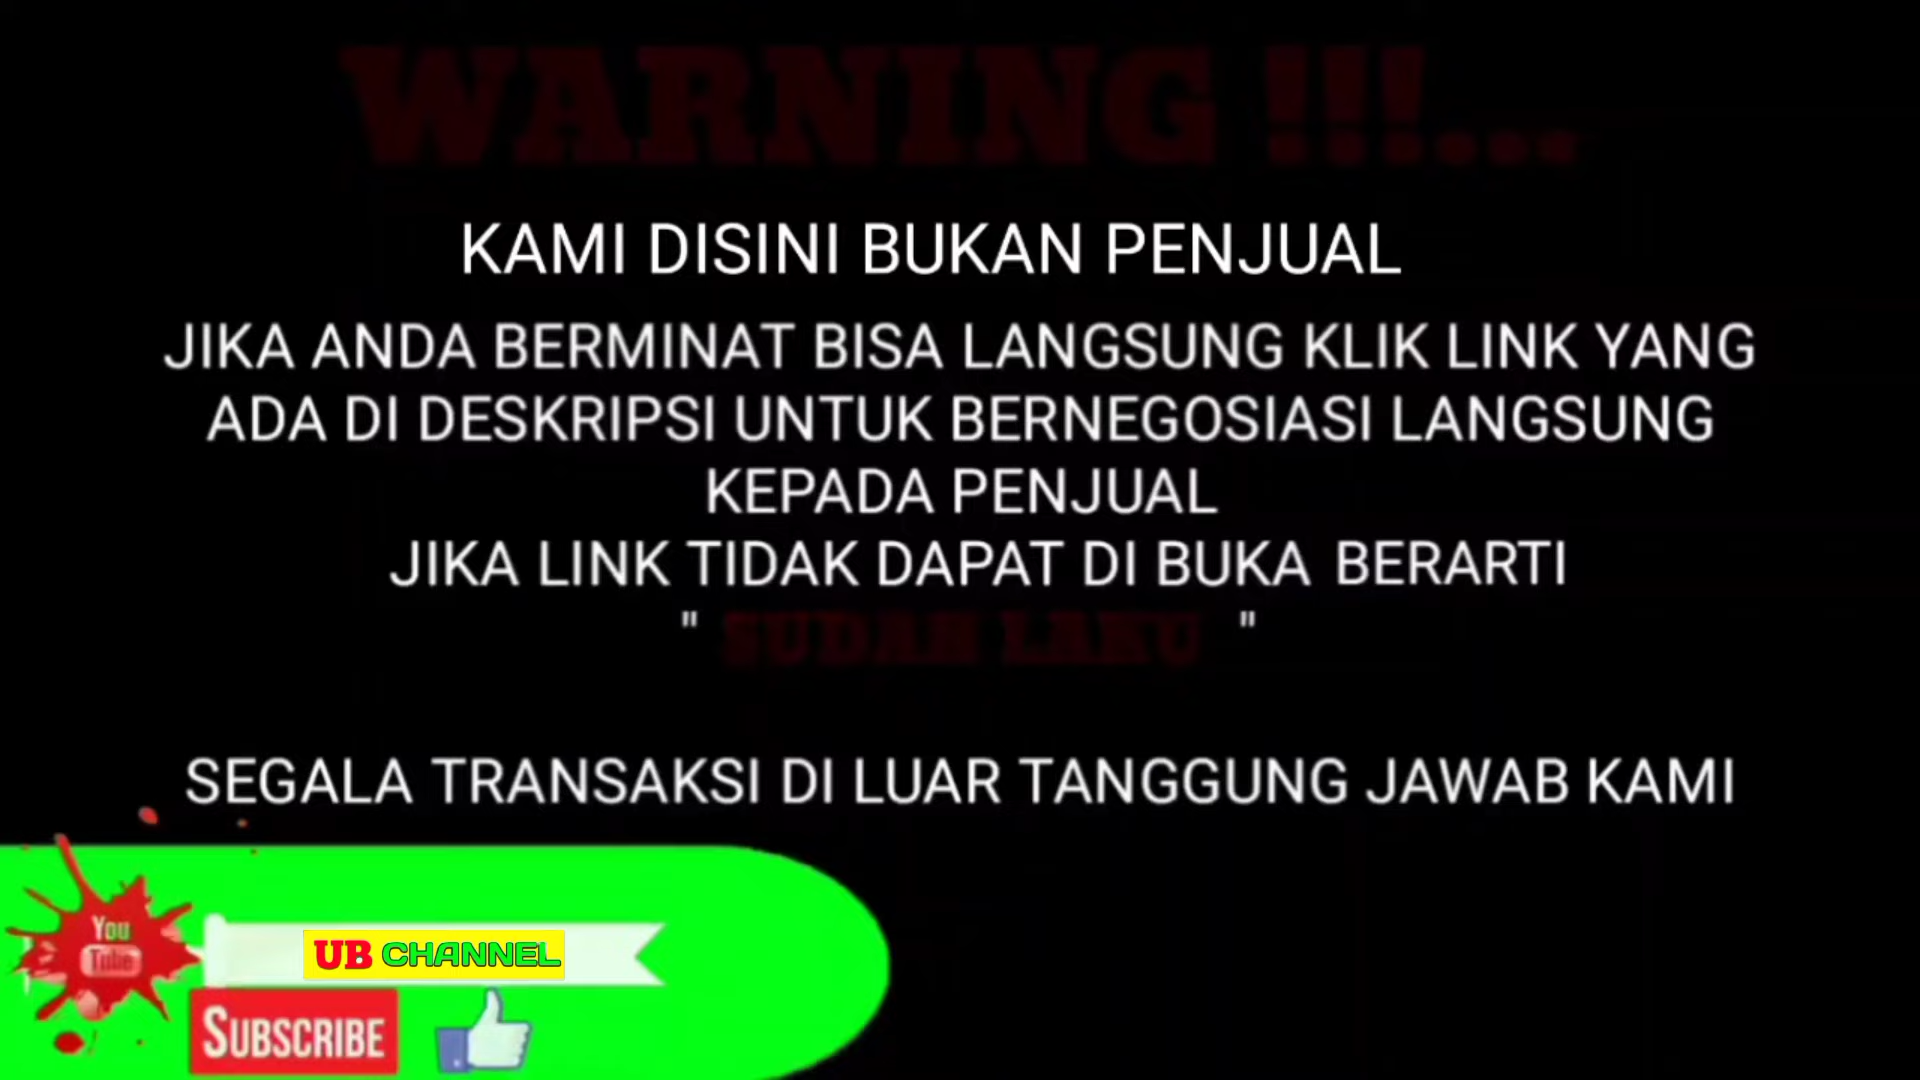 WARNING !!!...
KAMI DISINI BUKAN PENJUAL
JIKA ANDA BERMINAT BISA LANGSUNG KLIK LINK YANG
ADA DI DESKRIPSI UNTUK BERNEGOSIASI LANGSUNG
KEPADA PENJUAL
JIKA LINK TIDAK DAPAT DI BUKA BERARTI
" SUDAH LAKU "
SEGALA TRANSAKSI DI LUAR TANGGUNG JAWAB KAMI
You
Tube
UB CHANNEL
SUBSCRIBE